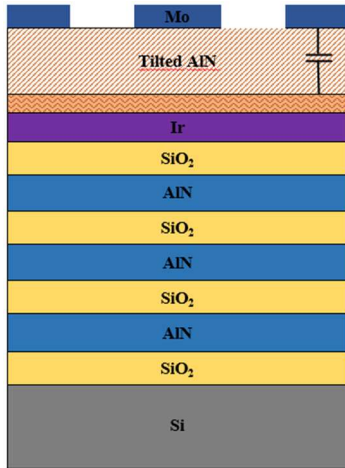 Mo
Tilted AlN
Ir
SiO₂
AlN
SiO₂
AlN
SiO₂
AlN
SiO₂
Si